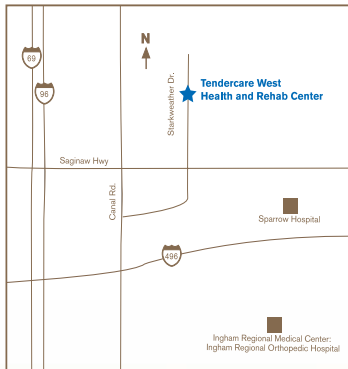 69
96
N
Starkweather Dr.
Tendercare West
Health and Rehab Center
Saginaw Hwy
Canal Rd.
Sparrow Hospital
496
Ingham Regional Medical Center:
Ingham Regional Orthopedic Hospital